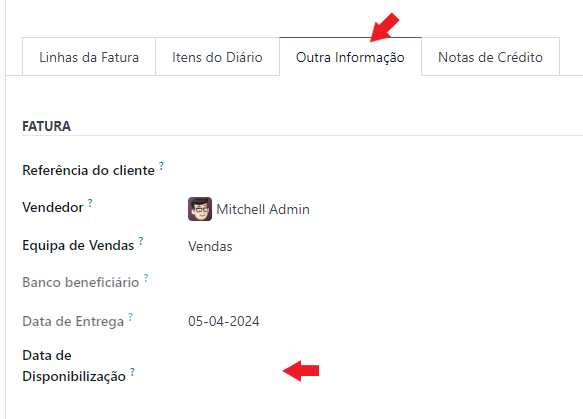 Linhas da Fatura Itens do Diário Outra Informação Notas de Crédito
FATURA
Referência do cliente ?
Vendedor ? Mitchell Admin
Equipa de Vendas ? Vendas
Banco beneficiário ?
Data de Entrega ? 05-04-2024
Data de
Disponibilização ?